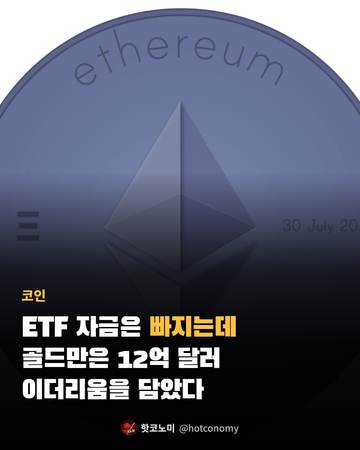 ethereum
30 July 20
코인
ETF 자금은 빠지는데
골드만은 12억 달러
이더리움을 담았다
핫코노미 @hotconomy